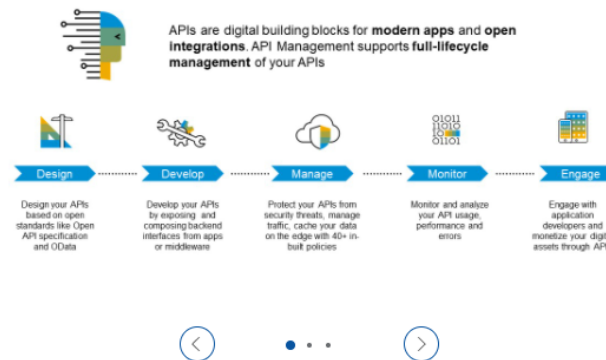 APIs are digital building blocks for modern apps and open
integrations. API Management supports full-lifecycle
management of your APIs
01011
11010
01101
Design
Develop
Manage
Monitor
Engage
Design your APIs
based on open
standards like Open
API specification
and OData
Develop your APIs
by exposing and
composing backend
interfaces from apps
or middleware
Protect your APIs from
security threats, manage
traffic, cache your data
on the edge with 40+ in-
built policies
Monitor and analyze
your API usage,
performance and
errors
Engage with
application
developers and
monetize your
assets through